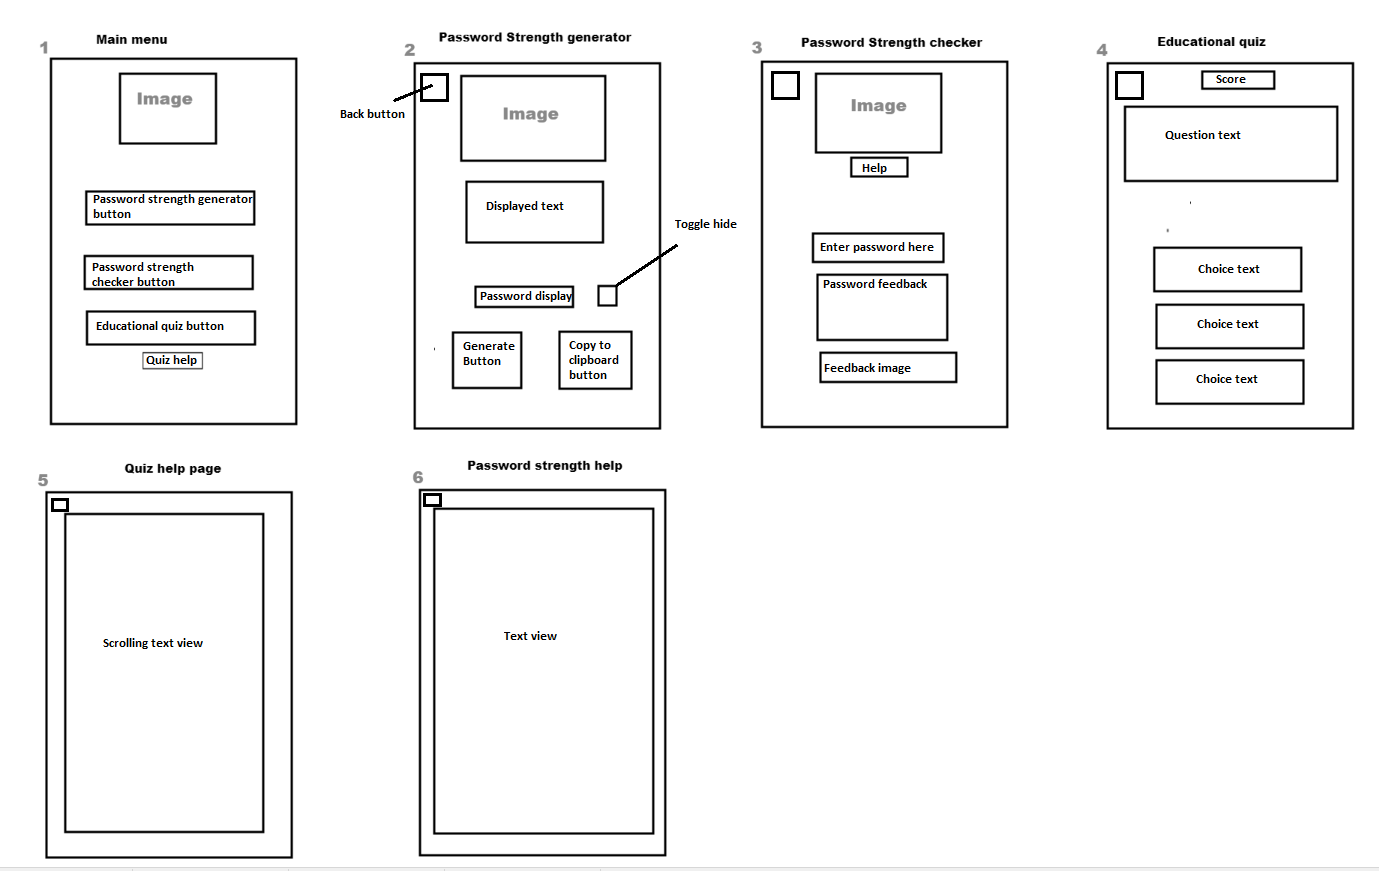 1
Main menu
Image
Password strength generator
button
Password strength
checker button
Educational quiz button
Quiz help
2
Password Strength generator
Back button
Image
Displayed text
Toggle hide
Password display
Generate
Button
Copy to
clipboard
button
3
Password Strength checker
Image
Help
Enter password here
Password feedback
Feedback image
4
Educational quiz
Score
Question text
Choice text
Choice text
Choice text
5
Quiz help page
Scrolling text view
6
Password strength help
Text view